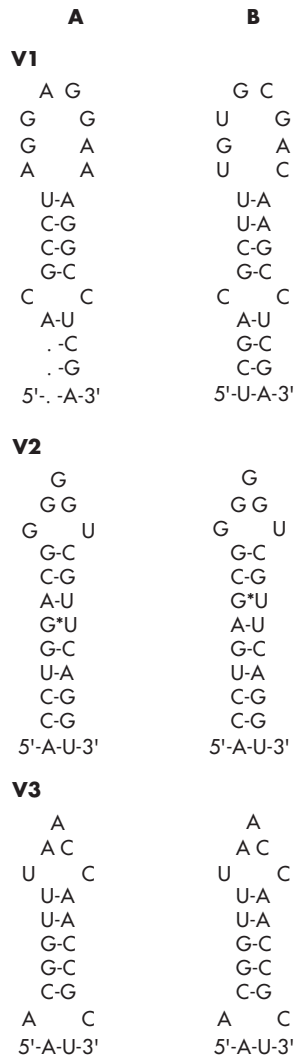 A B
V1
A G G C
G G U G
G A G A
A A U C
U-A U-A
C-G U-A
C-G C-G
G-C G-C
C C C C
A-U A-U
. -C G-C
. -G C-G
5'-. -A-3' 5'-U-A-3'
V2
G G
G G G G
G U G U
G-C G-C
C-G C-G
A-U G*U
G*U A-U
G-C G-C
U-A U-A
C-G C-G
C-G C-G
5'-A-U-3' 5'-A-U-3'
V3
A A
A C A C
U C U C
U-A U-A
U-A U-A
G-C G-C
G-C G-C
C-G C-G
A C A C
5'-A-U-3' 5'-A-U-3'